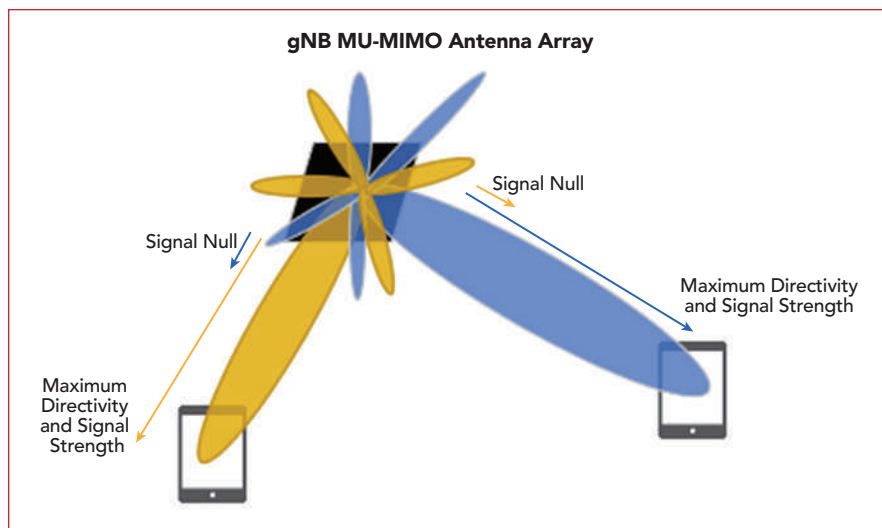 gNB MU-MIMO Antenna Array
Signal Null
Signal Null
Maximum Directivity
and Signal Strength
Maximum
Directivity
and Signal
Strength